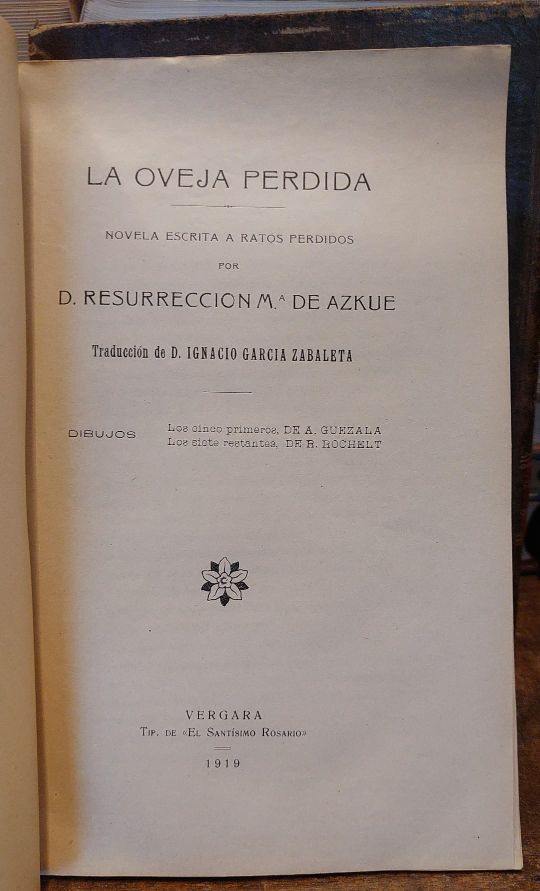 LA OVEJA PERDIDA
NOVELA ESCRITA A RATOS PERDIDOS
POR
D. RESURRECCION M.ª DE AZKUE
Traducción de D. IGNACIO GARCIA ZABALETA
DIBUJOS
Los cinco primeros, DE A. GUEZALA
Los siete restantes, DE R. ROCHELT
VERGARA
TIP. DE «EL SANTÍSIMO ROSARIO»
1919